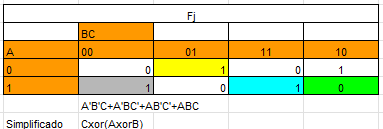 Fj
BC
A 00 01 11 10
0 0 1 0 1
1 1 0 1 0
A'B'C+A'BC'+AB'C'+ABC
Simplificado Cxor(AxorB)